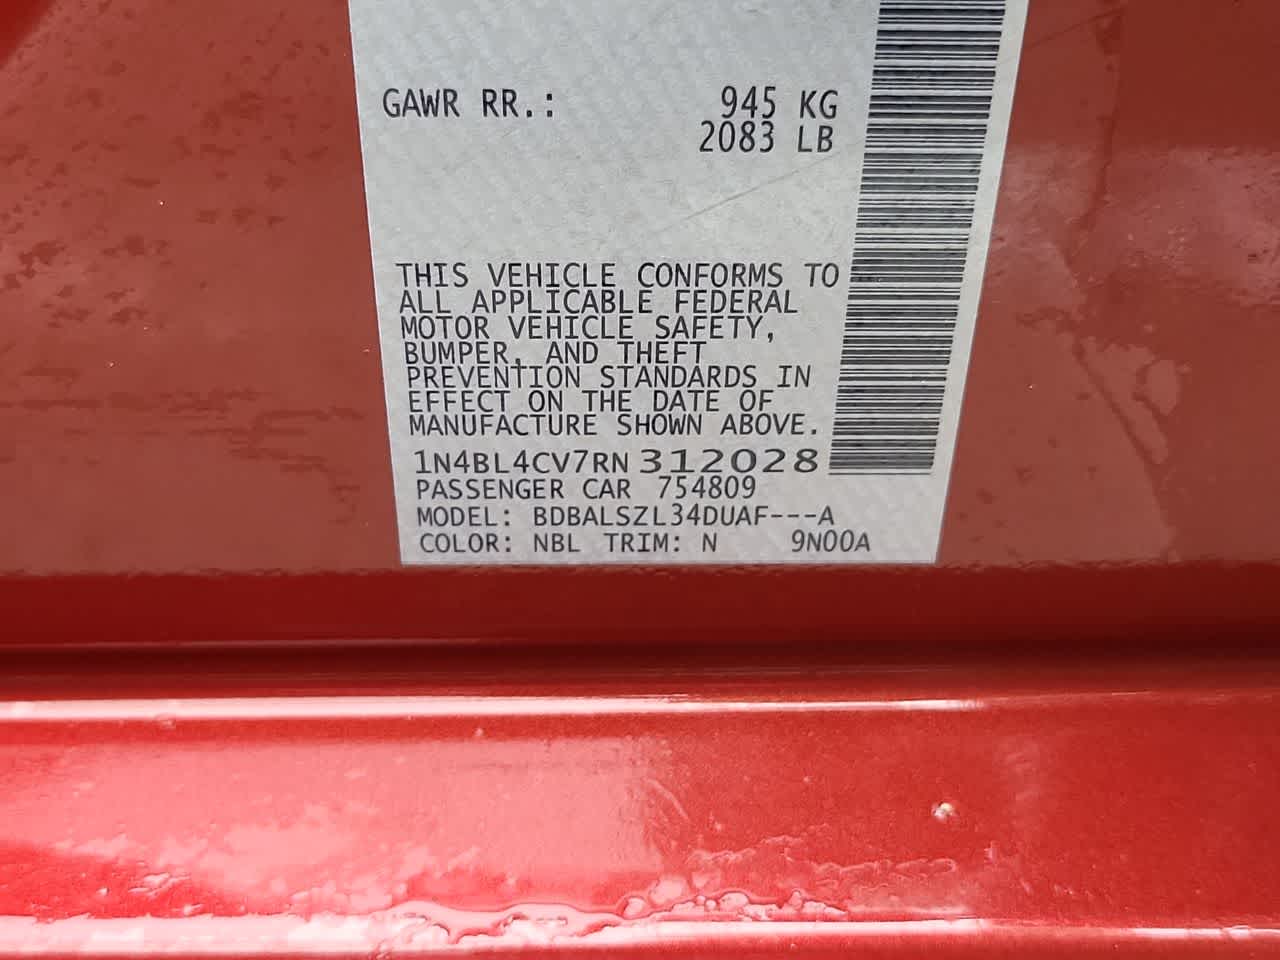 GAWR RR.: 945 KG
2083 LB
THIS VEHICLE CONFORMS TO
ALL APPLICABLE FEDERAL
MOTOR VEHICLE SAFETY,
BUMPER, AND THEFT
PREVENTION STANDARDS IN
EFFECT ON THE DATE OF
MANUFACTURE SHOWN ABOVE.
1N4BL4CV7RN312028
PASSENGER CAR 754809
MODEL: BDBALSZL34DUAF---A
COLOR: NBL TRIM: N 9N00A